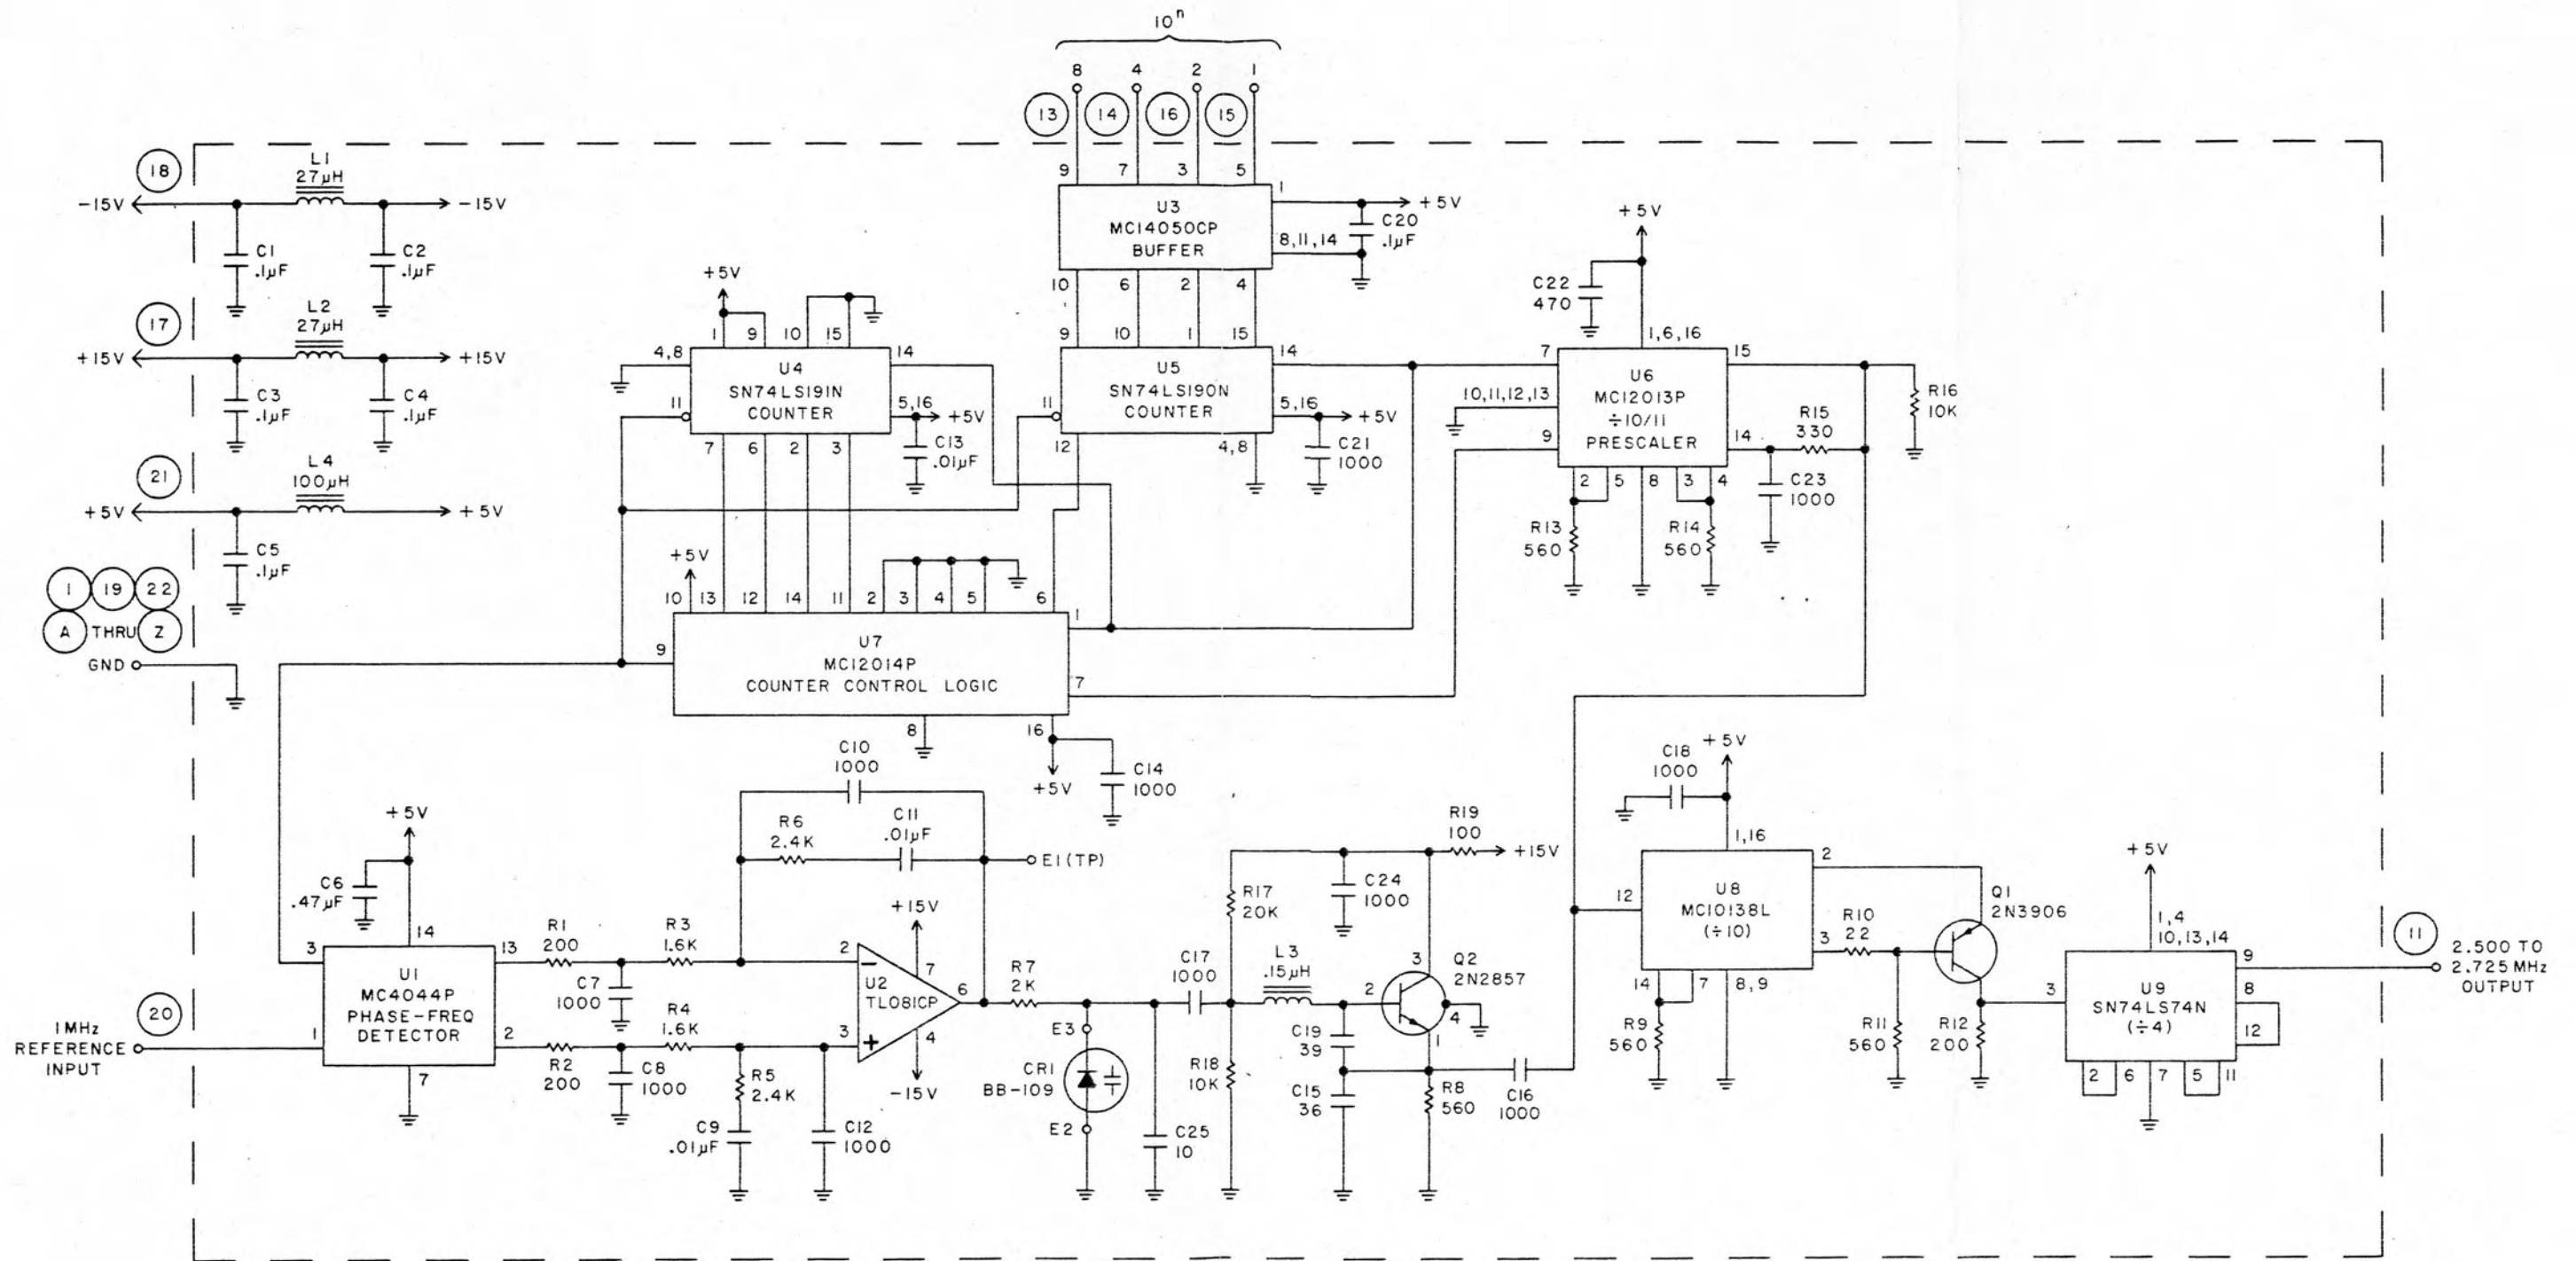 10ⁿ
8 4 2 1
13 14 16 15
9 7 3 5
U3
MC14050CP
BUFFER
1
8,11,14
+5V
C20
.1µF
10 6 2 4
18
-15V
L1
27µH
-15V
C1
.1µF
C2
.1µF
17
+15V
L2
27µH
+15V
C3
.1µF
C4
.1µF
21
+5V
L4
100µH
+5V
C5
.1µF
1 19 22
A THRU Z
GND
+5V
1 9 10 15
4,8
14
U4
SN74LS191N
COUNTER
11
5,16
+5V
C13
.01µF
7 6 2 3
9 10 1 15
14
U5
SN74LS190N
COUNTER
11
5,16
+5V
C21
1000
12
4,8
+5V
C22
470
1,6,16
7
15
U6
MC12013P
÷10/11
PRESCALER
10,11,12,13
9
14
2 5 8 3 4
R13
560
R14
560
R15
330
R16
10K
C23
1000
+5V
10 13 12 14 11 2 3 4 5 6
1
9
U7
MC12014P
COUNTER CONTROL LOGIC
7
8
16
+5V
C14
1000
+5V
C6
.47µF
14
3
13
U1
MC4044P
PHASE-FREQ
DETECTOR
1
2
7
20
1MHz
REFERENCE
INPUT
R1
200
R3
1.6K
C7
1000
R4
1.6K
R2
200
C8
1000
R5
2.4K
C9
.01µF
C12
1000
C10
1000
R6
2.4K
C11
.01µF
E1(TP)
+15V
2
7
U2
TL081CP
6
3
4
-15V
R7
2K
E3
CR1
BB-109
E2
C25
10
C17
1000
R17
20K
R18
10K
L3
.15µH
C24
1000
R19
100
+15V
3
Q2
2N2857
2
4
1
C19
39
C15
36
R8
560
C16
1000
C18
1000
+5V
1,16
2
12
U8
MC10138L
(÷10)
3
14
7
8,9
R9
560
R10
22
Q1
2N3906
R11
560
R12
200
+5V
1,4
10,13,14
9
U9
SN74LS74N
(÷4)
3
8
12
2 6 7 5 11
11
2.500 TO
2.725 MHz
OUTPUT